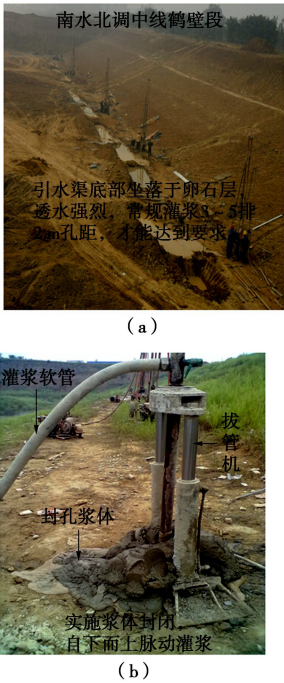 南水北调中线鹤壁段
引水渠底部坐落于卵石层，
透水强烈，常规灌浆3~5排
2m孔距，才能达到要求
(a)
灌浆软管
拔管机
封孔浆体
实施浆体封闭，
自下而上脉动灌浆
(b)